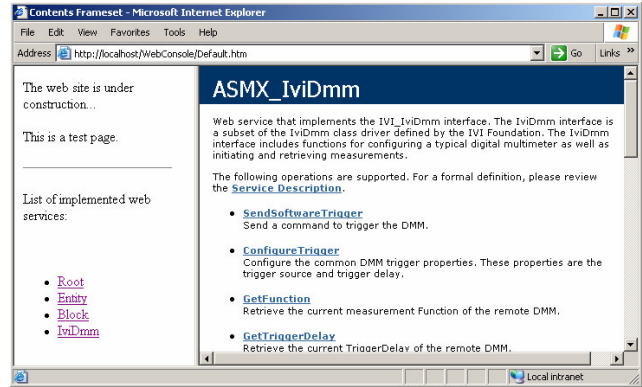 Contents Frameset - Microsoft Internet Explorer
File Edit View Favorites Tools Help
Address http://localhost/WebConsole/Default.htm Go Links »
The web site is under
construction...
This is a test page.
List of implemented web
services:
• Root
• Entity
• Block
• IviDmm
ASMX_IviDmm
Web service that implements the IVI_IviDmm interface. The IviDmm interface is
a subset of the IviDmm class driver defined by the IVI Foundation. The IviDmm
interface includes functions for configuring a typical digital multimeter as well as
initiating and retrieving measurements.
The following operations are supported. For a formal definition, please review
the Service Description.
• SendSoftwareTrigger
Send a command to trigger the DMM.
• ConfigureTrigger
Configure the common DMM trigger properties. These properties are the
trigger source and trigger delay.
• GetFunction
Retrieve the current measurement Function of the remote DMM.
• GetTriggerDelay
Retrieve the current TriggerDelay of the remote DMM.
Local intranet